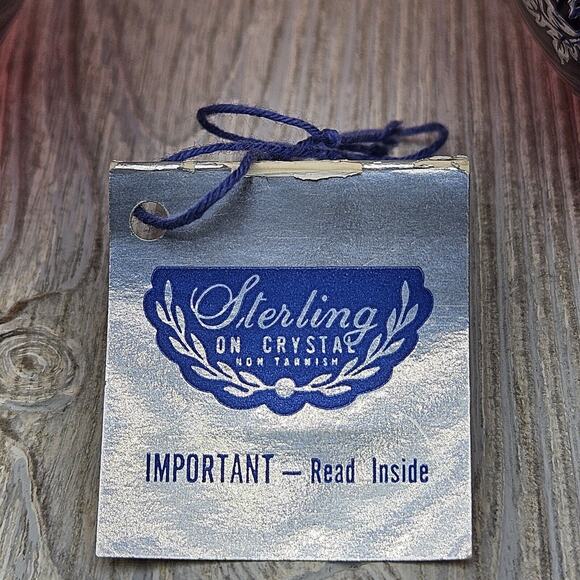 Sterling
ON CRYSTAL
NON TARNISH
IMPORTANT — Read Inside